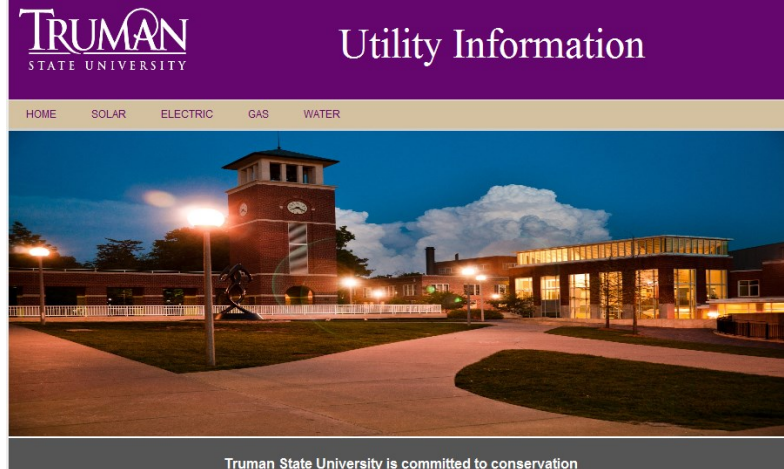 TRUMAN
STATE UNIVERSITY
Utility Information
HOME SOLAR ELECTRIC GAS WATER
Truman State University is committed to conservation